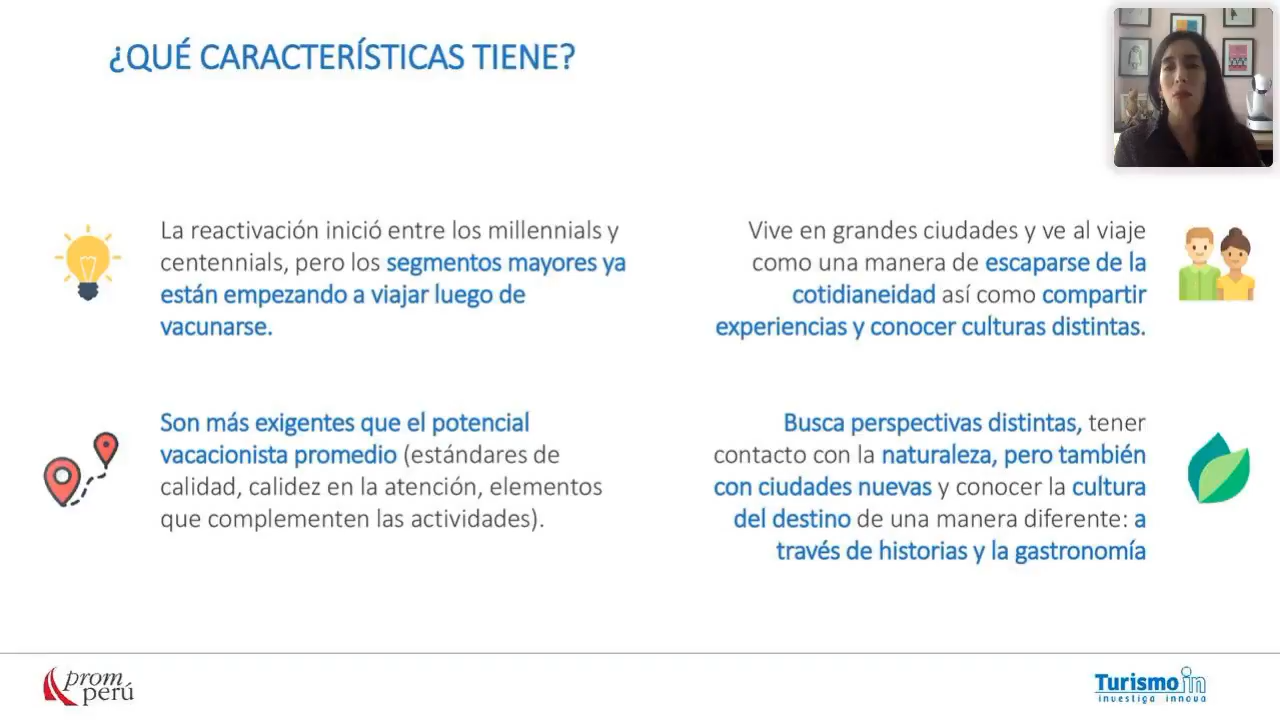 ¿QUÉ CARACTERÍSTICAS TIENE?
La reactivación inició entre los millennials y
centennials, pero los segmentos mayores ya
están empezando a viajar luego de
vacunarse.
Vive en grandes ciudades y ve al viaje
como una manera de escaparse de la
cotidianeidad así como compartir
experiencias y conocer culturas distintas.
Son más exigentes que el potencial
vacacionista promedio (estándares de
calidad, calidez en la atención, elementos
que complementen las actividades).
Busca perspectivas distintas, tener
contacto con la naturaleza, pero también
con ciudades nuevas y conocer la cultura
del destino de una manera diferente: a
través de historias y la gastronomía
prom
perú
Turismo in
investiga innova